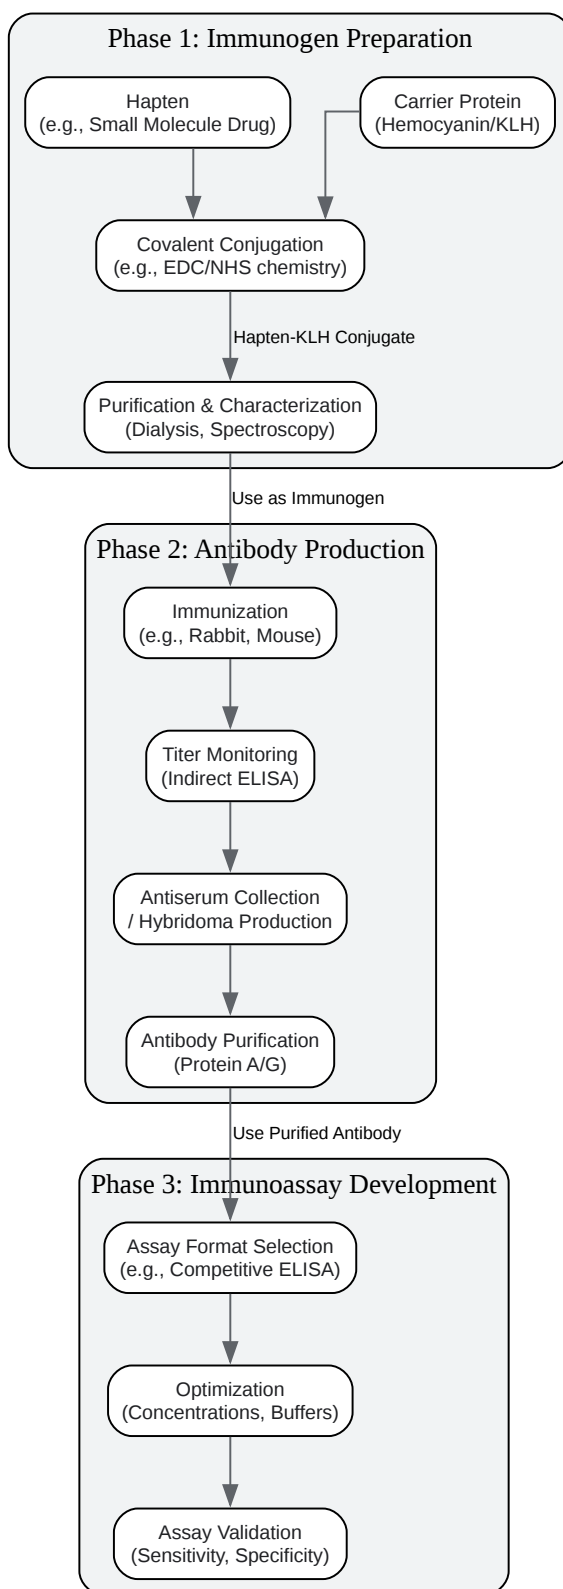 Phase 1: Immunogen Preparation
Hapten
(e.g., Small Molecule Drug)
Carrier Protein
(Hemocyanin/KLH)
Covalent Conjugation
(e.g., EDC/NHS chemistry)
Hapten-KLH Conjugate
Purification & Characterization
(Dialysis, Spectroscopy)
Use as Immunogen
Phase 2: Antibody Production
Immunization
(e.g., Rabbit, Mouse)
Titer Monitoring
(Indirect ELISA)
Antiserum Collection
/ Hybridoma Production
Antibody Purification
(Protein A/G)
Use Purified Antibody
Phase 3: Immunoassay Development
Assay Format Selection
(e.g., Competitive ELISA)
Optimization
(Concentrations, Buffers)
Assay Validation
(Sensitivity, Specificity)